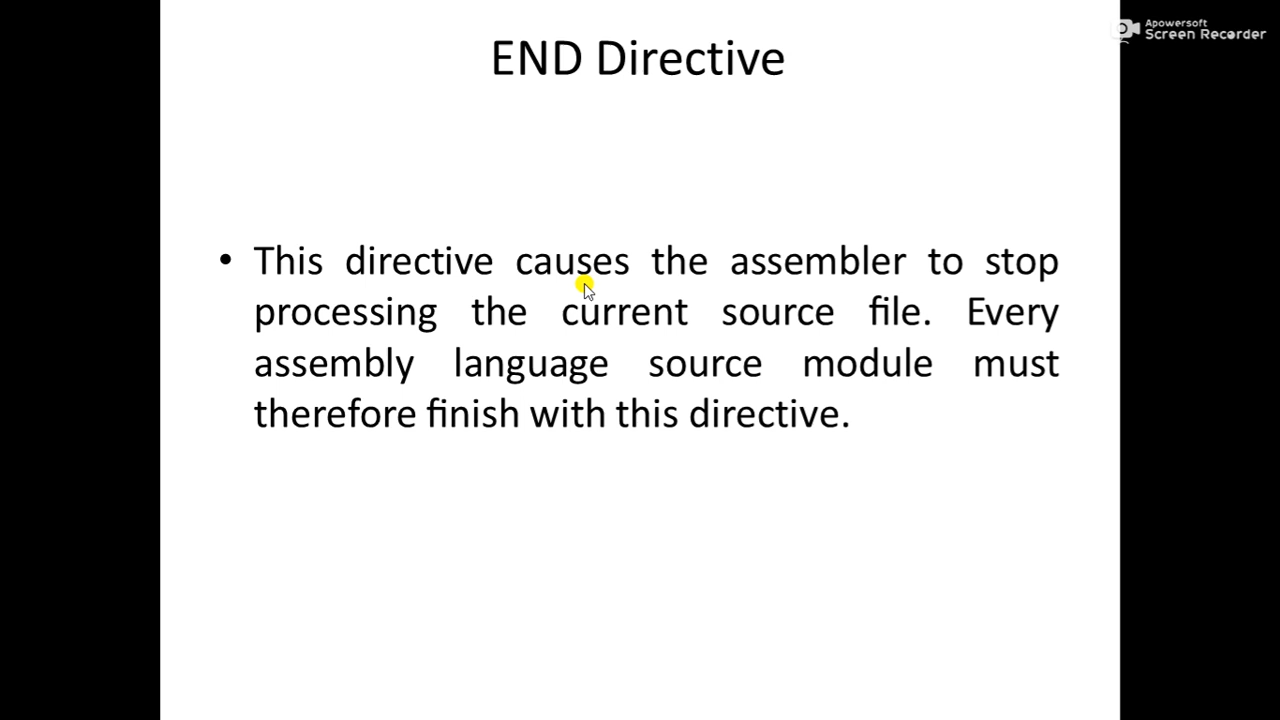 END Directive
Apowersoft
Screen Recorder
• This directive causes the assembler to stop
processing the current source file. Every
assembly language source module must
therefore finish with this directive.